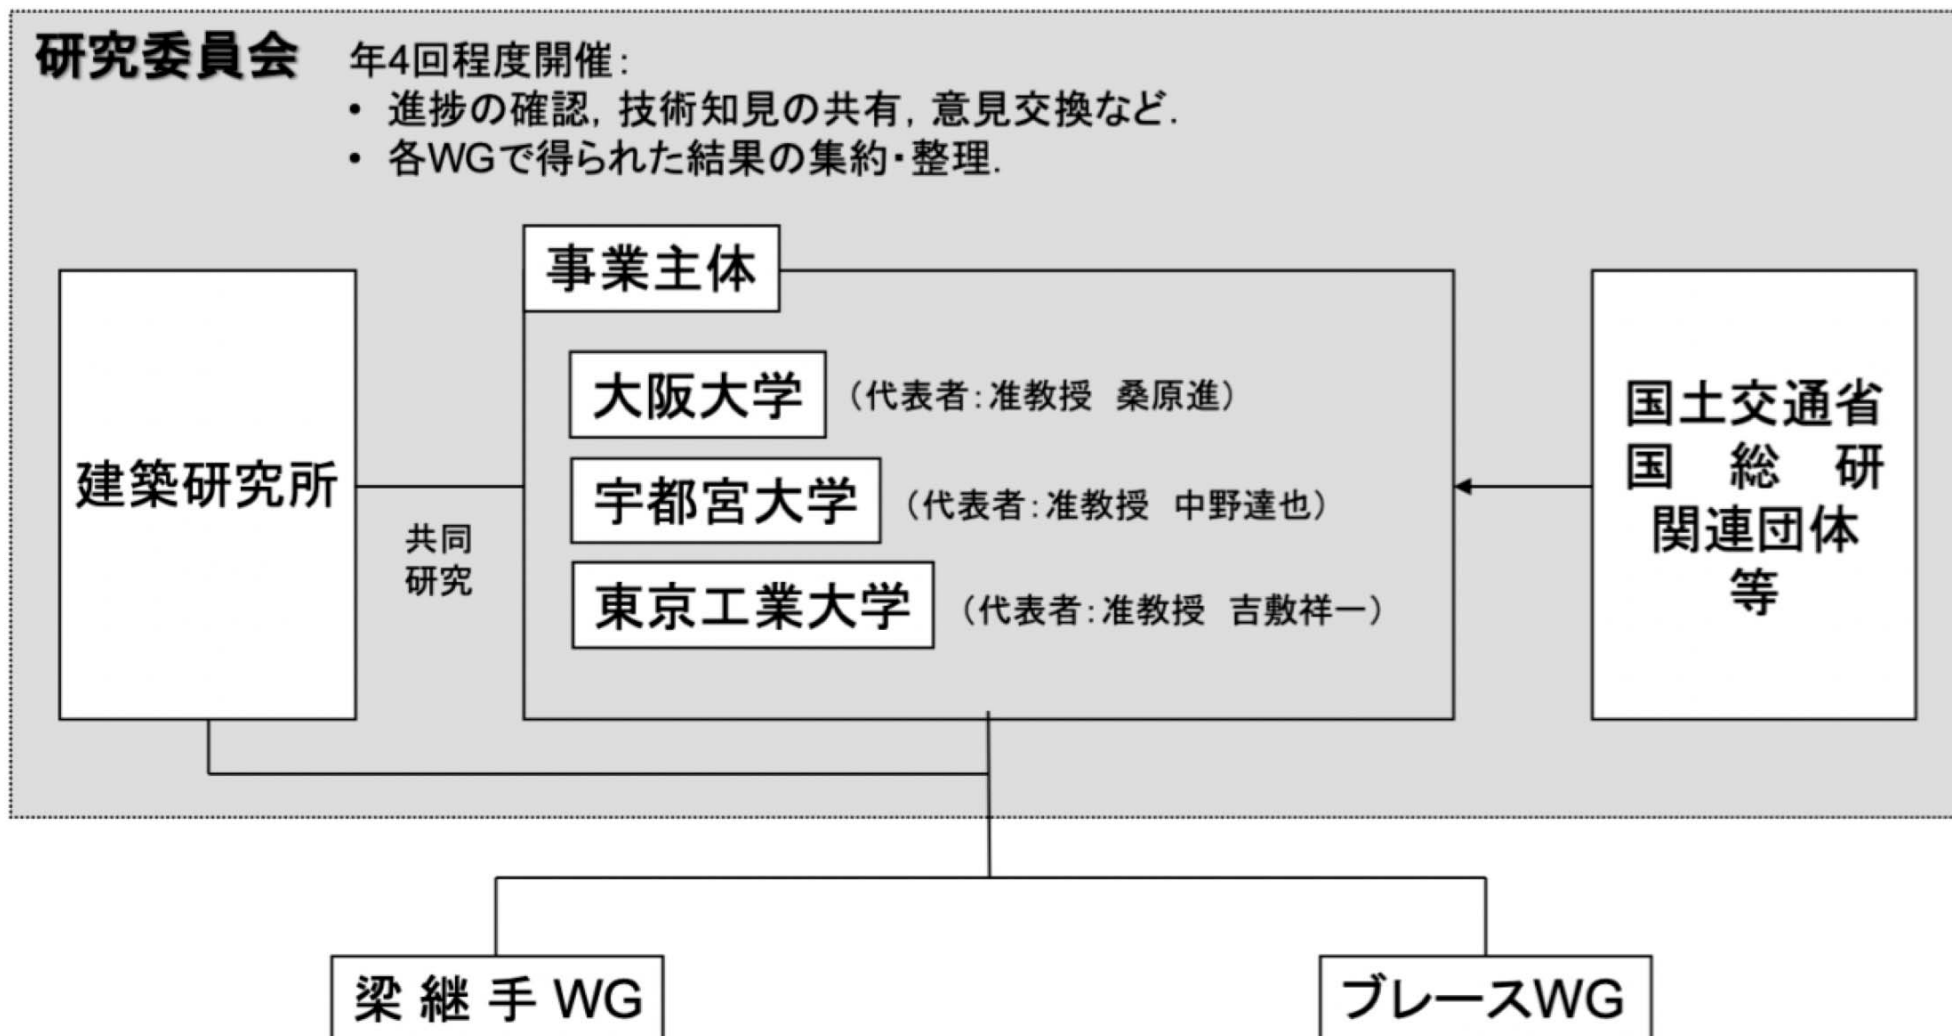 研究委員会
年4回程度開催：
• 進捗の確認，技術知見の共有，意見交換など．
• 各WGで得られた結果の集約・整理．
事業主体
大阪大学 （代表者：准教授　桑原進）
宇都宮大学 （代表者：准教授　中野達也）
東京工業大学 （代表者：准教授　吉敷祥一）
建築研究所
共同
研究
国土交通省
国　総　研
関連団体
等
梁 継 手 WG
ブレースWG